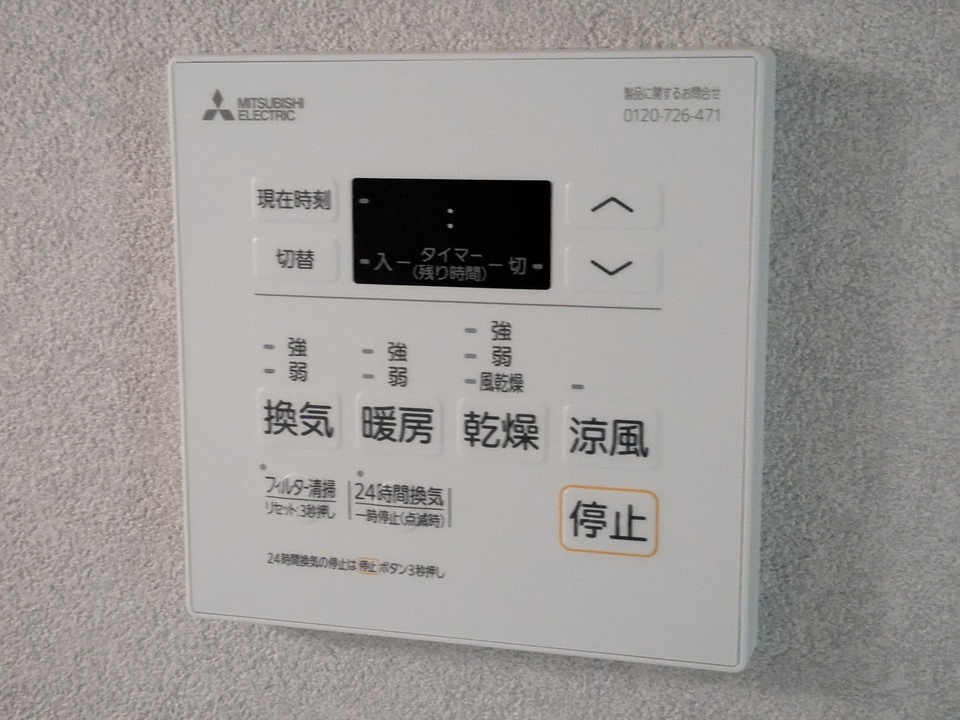 MITSUBISHI
ELECTRIC
製品に関するお問合せ
0120-726-471
現在時刻
切替
:
入 タイマー 切
(残り時間)
強
弱
換気
強
弱
暖房
強
弱
風乾燥
乾燥
涼風
フィルター清掃
リセット:3秒押し
24時間換気
一時停止(点滅時)
停止
24時間換気の停止は 停止 ボタン3秒押し